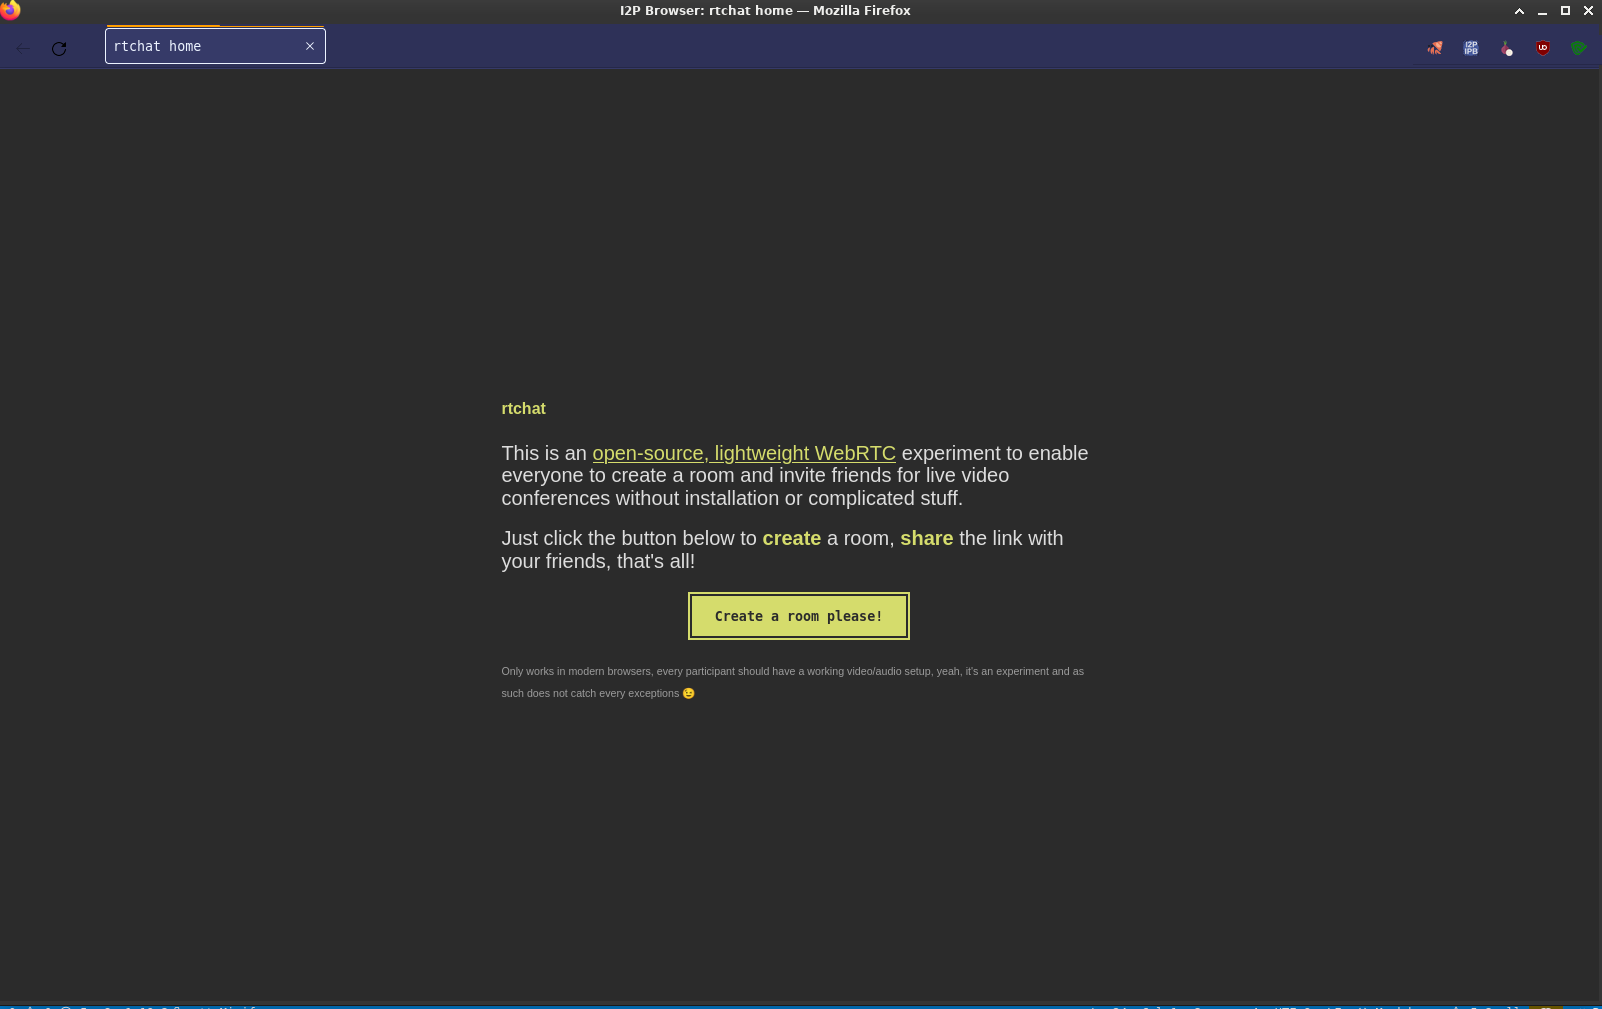 I2P Browser: rtchat home — Mozilla Firefox
rtchat home
I2P
IPB
rtchat
This is an open-source, lightweight WebRTC experiment to enable
everyone to create a room and invite friends for live video
conferences without installation or complicated stuff.
Just click the button below to create a room, share the link with
your friends, that's all!
Create a room please!
Only works in modern browsers, every participant should have a working video/audio setup, yeah, it's an experiment and as
such does not catch every exceptions 😉